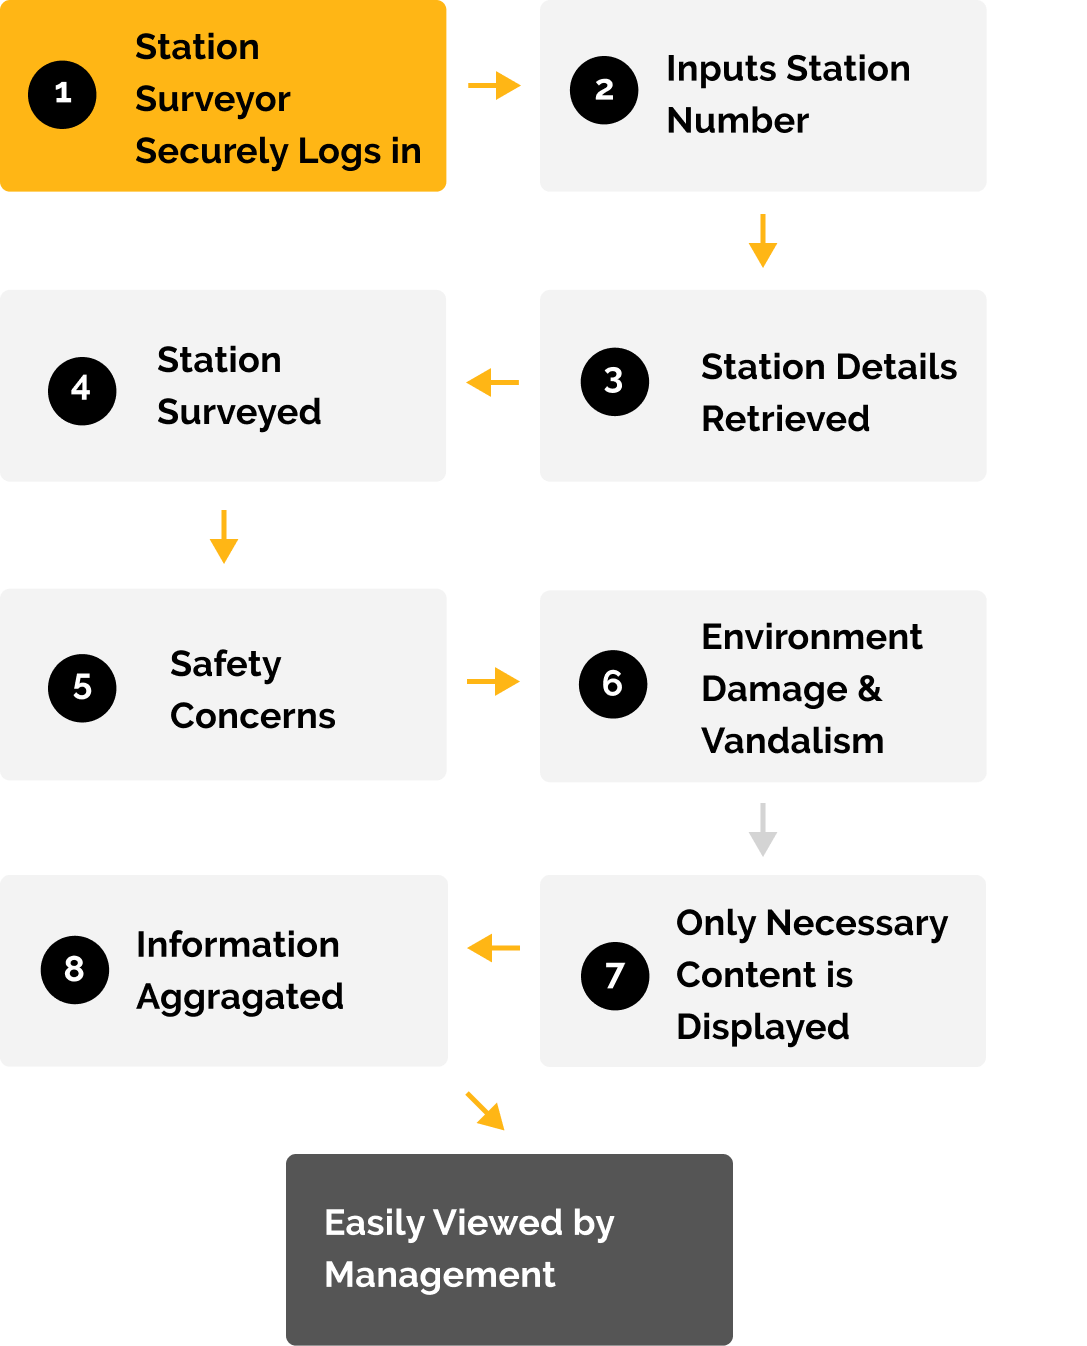 1
Station
Surveyor
Securely Logs in
2
Inputs Station
Number
3
Station Details
Retrieved
4
Station
Surveyed
5
Safety
Concerns
6
Environment
Damage &
Vandalism
7
Only Necessary
Content is
Displayed
8
Information
Aggragated
Easily Viewed by
Management